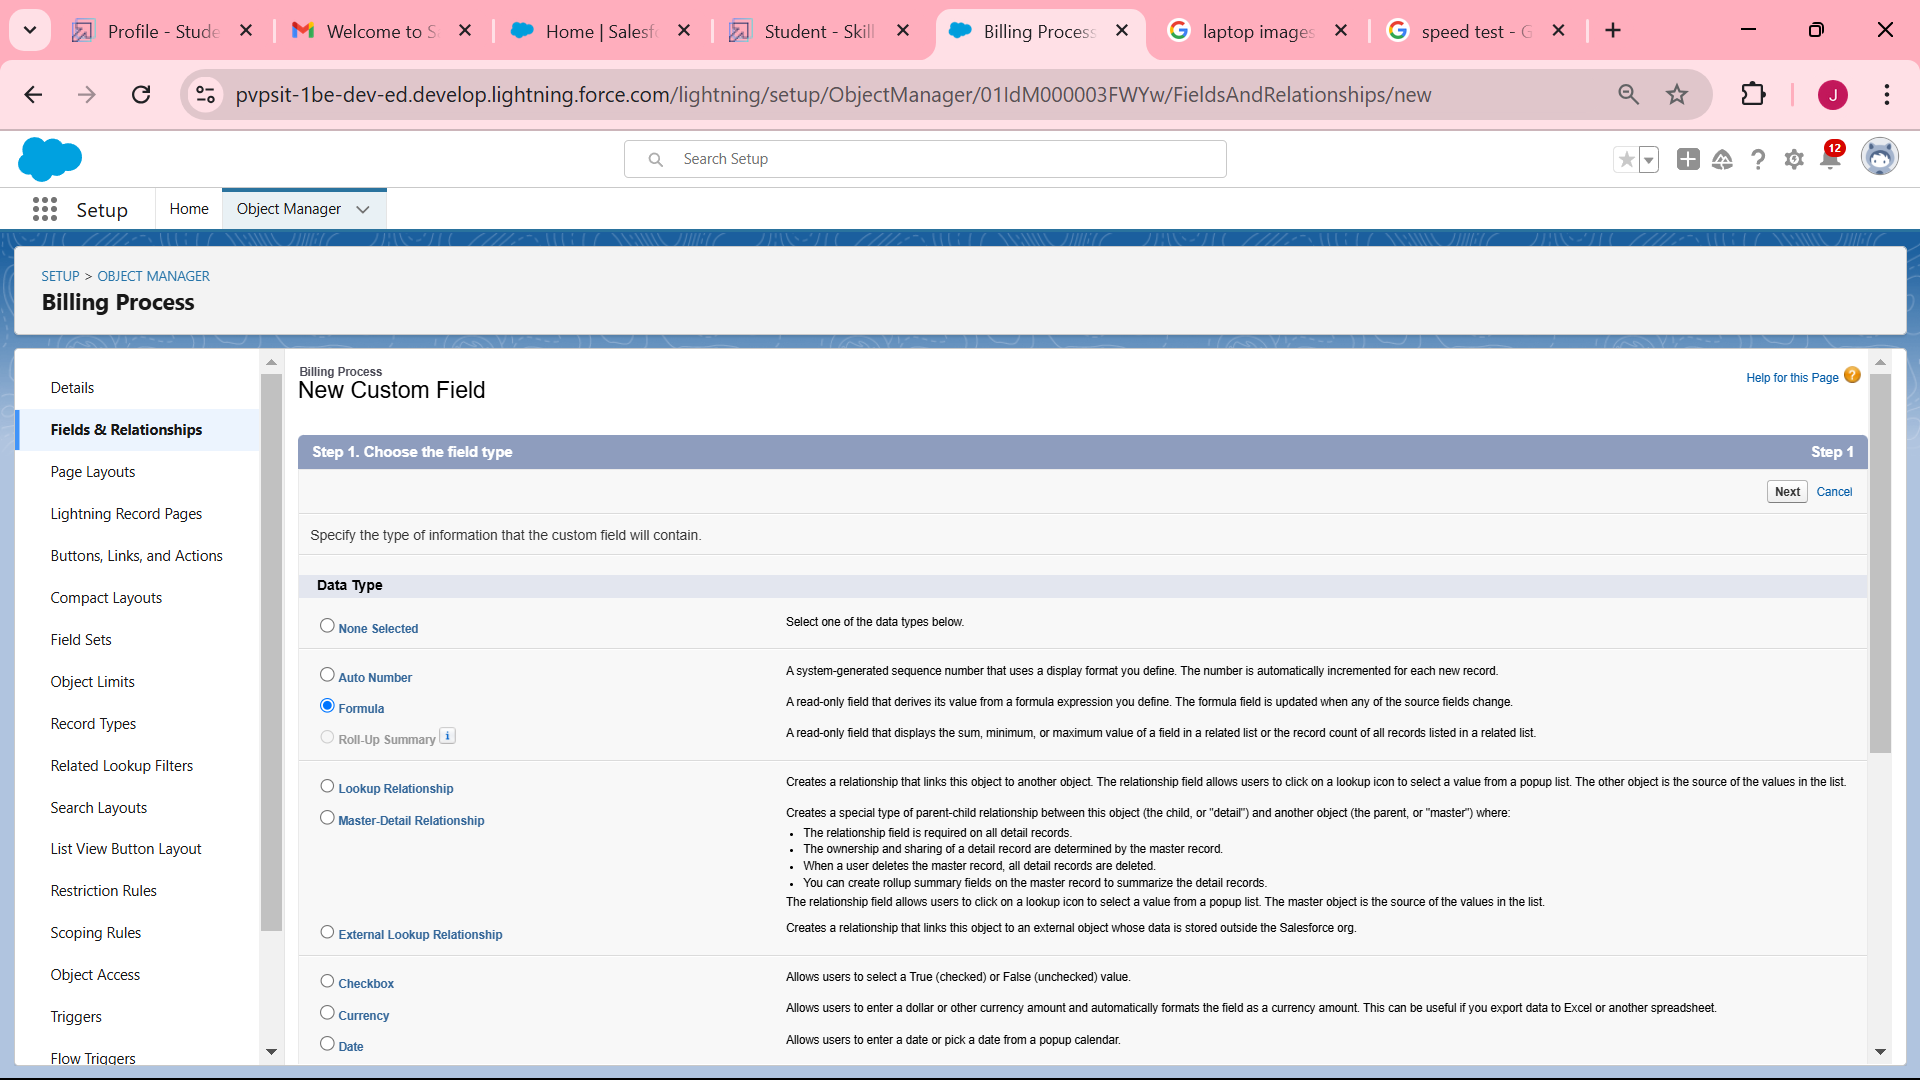 Profile - Stude
Welcome to S
Home | Salesf
Student - Skill
Billing Process
laptop images
speed test - G
pvpsit-1be-dev-ed.develop.lightning.force.com/lightning/setup/ObjectManager/01IdM000003FWYw/FieldsAndRelationships/new
J
Search Setup
12
Setup
Home
Object Manager
SETUP > OBJECT MANAGER
Billing Process
Details
Fields & Relationships
Page Layouts
Lightning Record Pages
Buttons, Links, and Actions
Compact Layouts
Field Sets
Object Limits
Record Types
Related Lookup Filters
Search Layouts
List View Button Layout
Restriction Rules
Scoping Rules
Object Access
Triggers
Flow Triggers
Billing Process
New Custom Field
Help for this Page ?
Step 1. Choose the field type
Step 1
Next Cancel
Specify the type of information that the custom field will contain.
Data Type
None Selected
Select one of the data types below.
Auto Number
A system-generated sequence number that uses a display format you define. The number is automatically incremented for each new record.
Formula
A read-only field that derives its value from a formula expression you define. The formula field is updated when any of the source fields change.
Roll-Up Summary i
A read-only field that displays the sum, minimum, or maximum value of a field in a related list or the record count of all records listed in a related list.
Lookup Relationship
Creates a relationship that links this object to another object. The relationship field allows users to click on a lookup icon to select a value from a popup list. The other object is the source of the values in the list.
Master-Detail Relationship
Creates a special type of parent-child relationship between this object (the child, or "detail") and another object (the parent, or "master") where:
• The relationship field is required on all detail records.
• The ownership and sharing of a detail record are determined by the master record.
• When a user deletes the master record, all detail records are deleted.
• You can create rollup summary fields on the master record to summarize the detail records.
The relationship field allows users to click on a lookup icon to select a value from a popup list. The master object is the source of the values in the list.
External Lookup Relationship
Creates a relationship that links this object to an external object whose data is stored outside the Salesforce org.
Checkbox
Allows users to select a True (checked) or False (unchecked) value.
Currency
Allows users to enter a dollar or other currency amount and automatically formats the field as a currency amount. This can be useful if you export data to Excel or another spreadsheet.
Date
Allows users to enter a date or pick a date from a popup calendar.